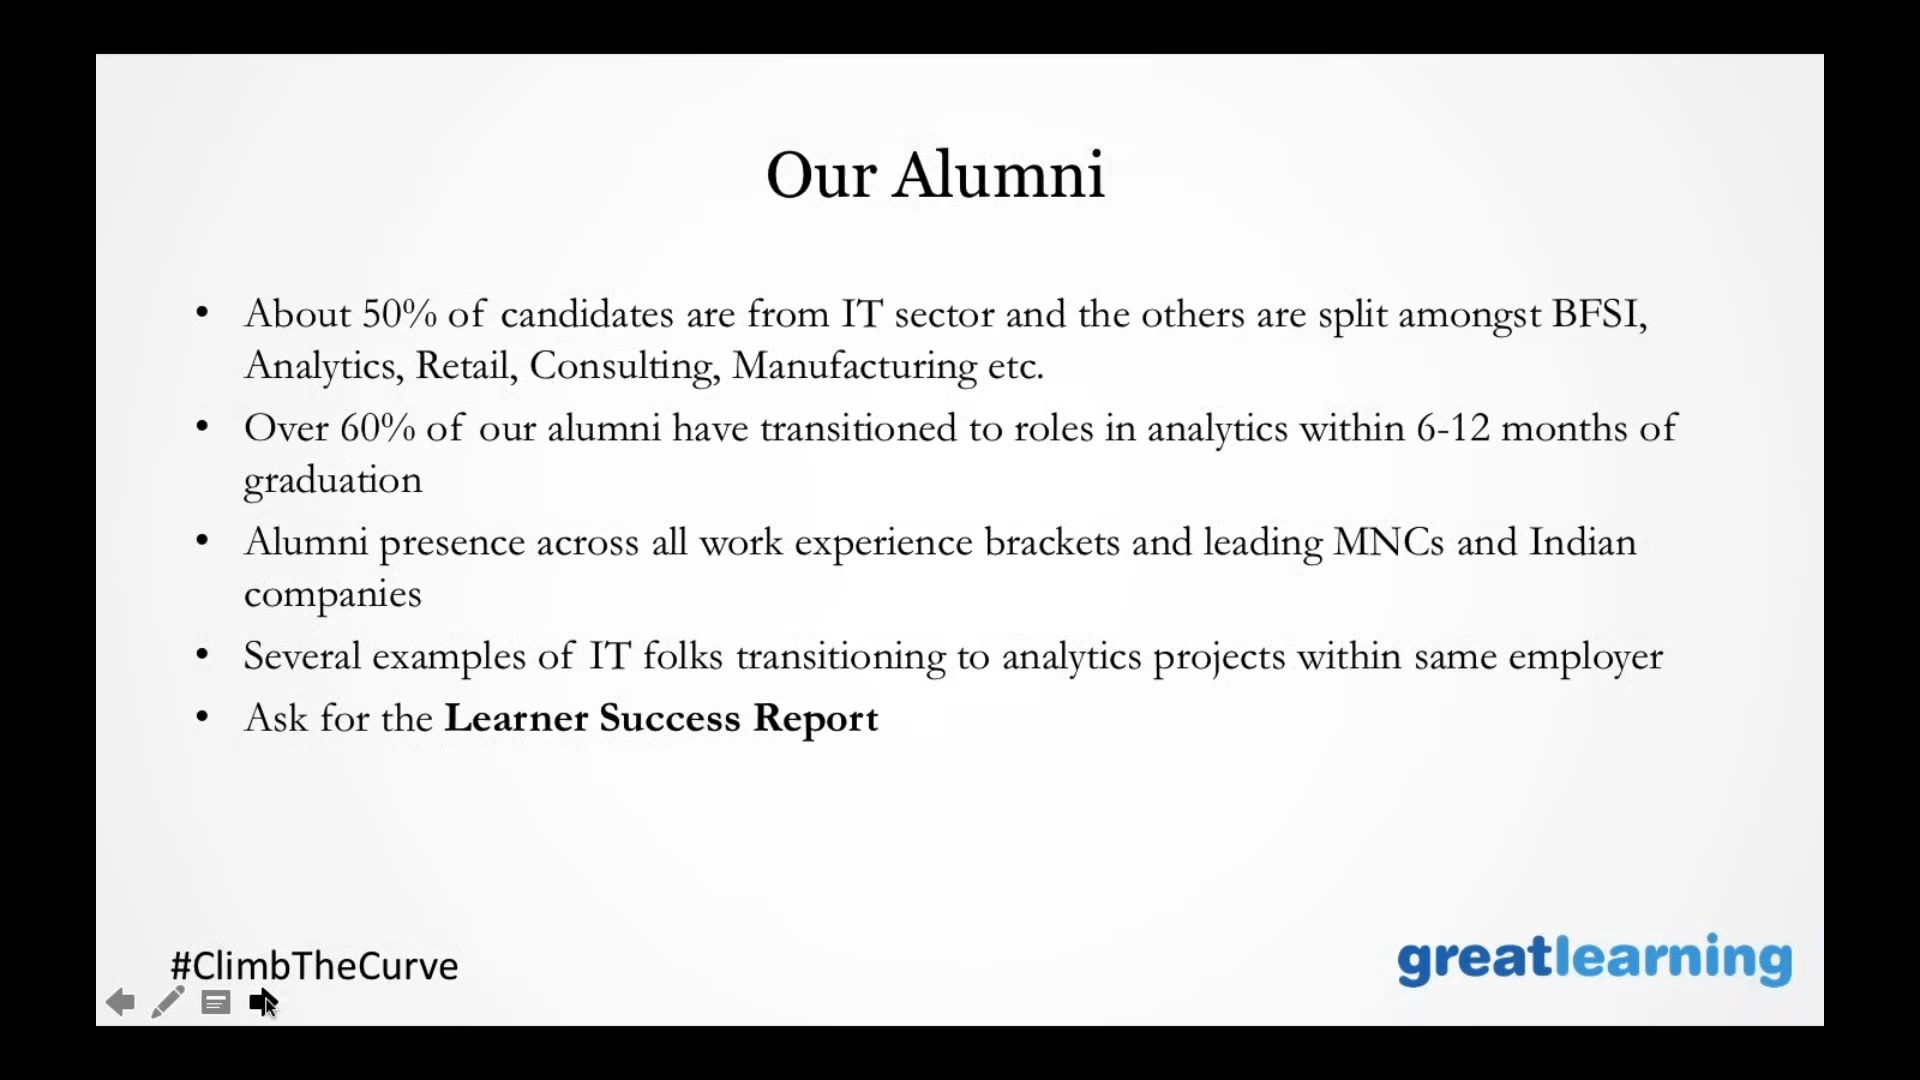 Our Alumni
• About 50% of candidates are from IT sector and the others are split amongst BFSI,
Analytics, Retail, Consulting, Manufacturing etc.
• Over 60% of our alumni have transitioned to roles in analytics within 6-12 months of
graduation
• Alumni presence across all work experience brackets and leading MNCs and Indian
companies
• Several examples of IT folks transitioning to analytics projects within same employer
• Ask for the Learner Success Report
#ClimbTheCurve
greatlearning